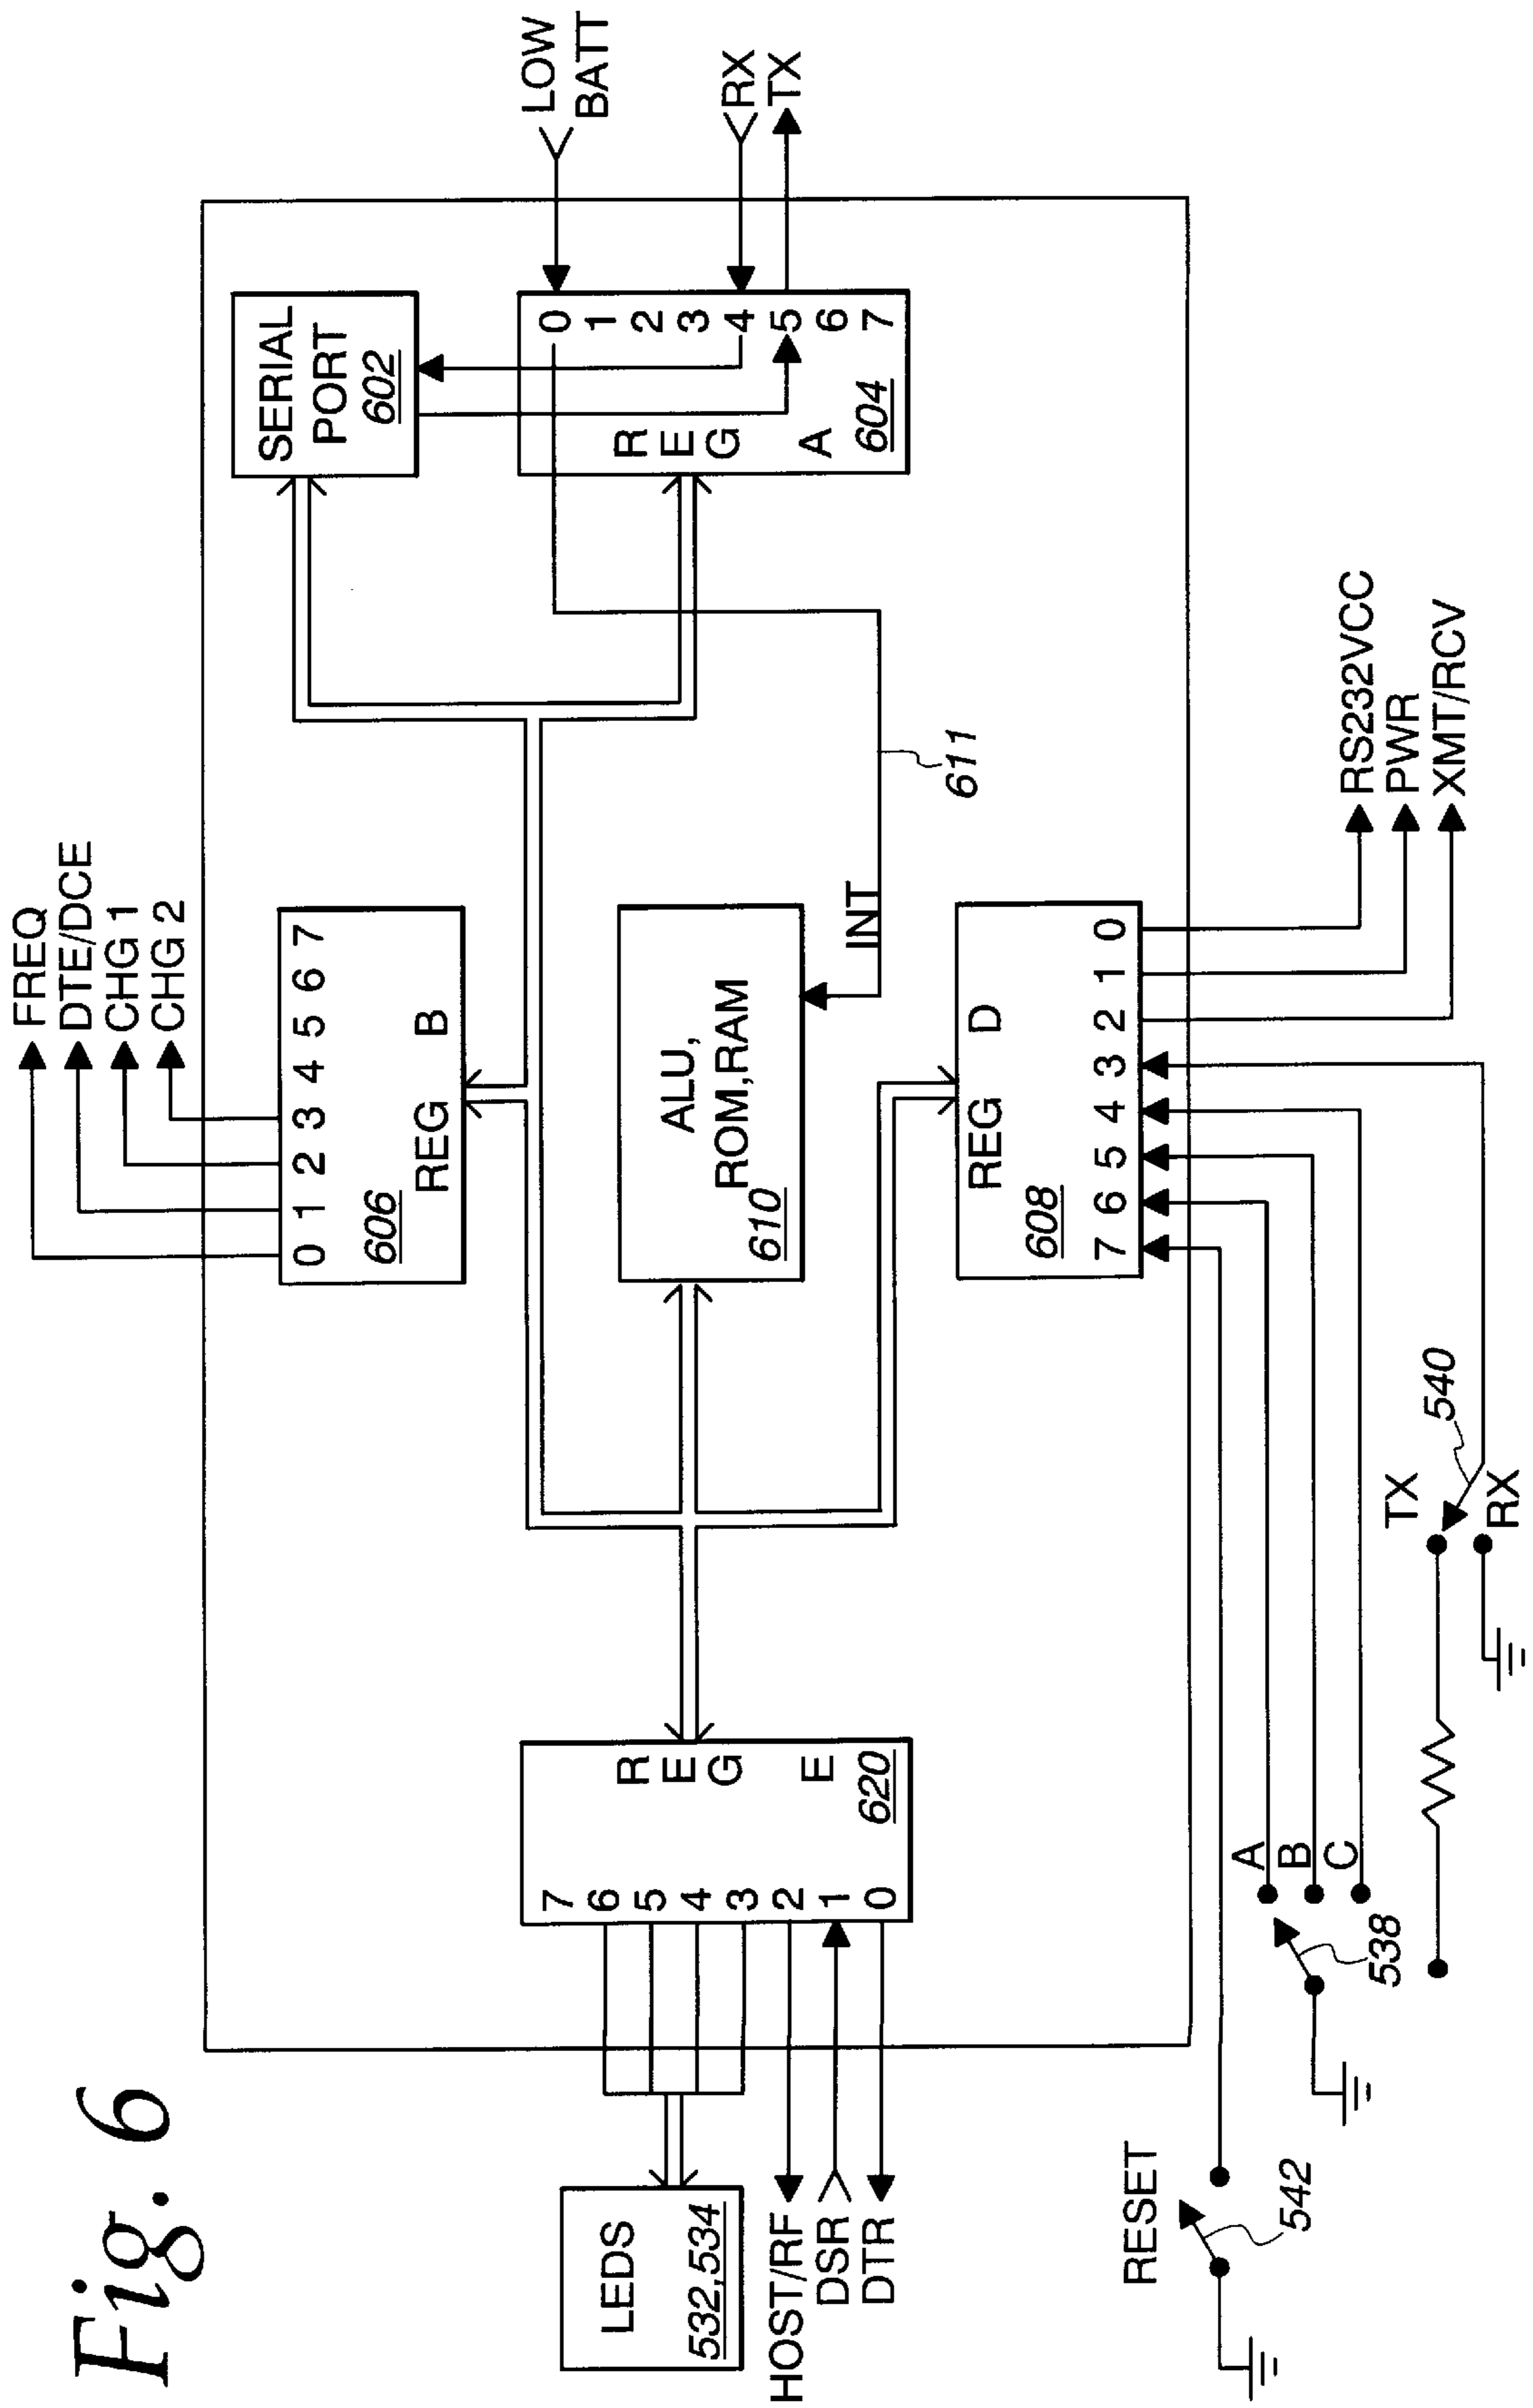 Fig. 6
FREQ
DTE/DCE
CHG 1
CHG 2
0 1 2 3 4 5 6 7
606
REG B
SERIAL
PORT
602
LOW
BATT
RX
TX
0
1
2
3
4
5
6
7
R
E
G
A
604
ALU,
ROM,RAM
610
INT
611
LEDS
532,534
HOST/RF
DSR
DTR
7
6
5
4
3
2
1
0
R
E
G
E
620
REG D
608
7 6 5 4 3 2 1 0
RS232VCC
PWR
XMT/RCV
RESET
542
A
B
C
538
TX
RX
540